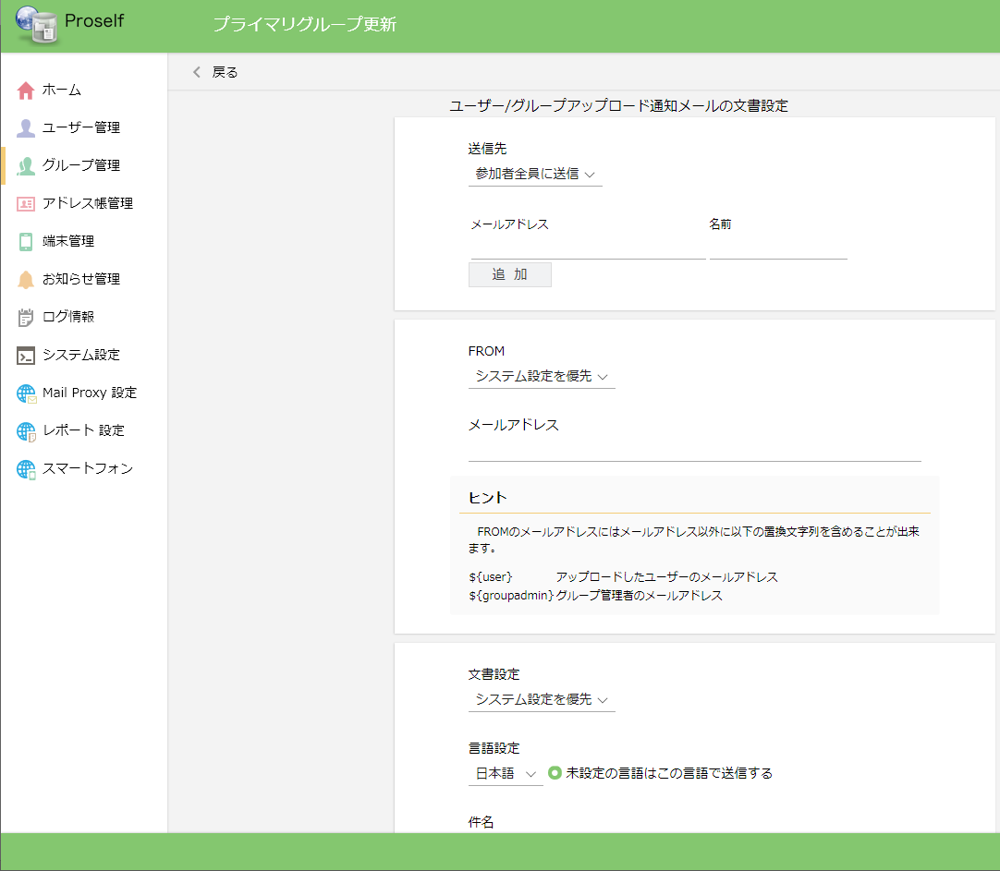 Proself
プライマリグループ更新
ホーム
ユーザー管理
グループ管理
アドレス帳管理
端末管理
お知らせ管理
ログ情報
システム設定
Mail Proxy 設定
レポート 設定
スマートフォン
戻る
ユーザー/グループアップロード通知メールの文書設定
送信先
参加者全員に送信
メールアドレス 名前
追 加
FROM
システム設定を優先
メールアドレス
ヒント
FROMのメールアドレスにはメールアドレス以外に以下の置換文字列を含めることが出来
ます。
${user} アップロードしたユーザーのメールアドレス
${groupadmin} グループ管理者のメールアドレス
文書設定
システム設定を優先
言語設定
日本語 未設定の言語はこの言語で送信する
件名